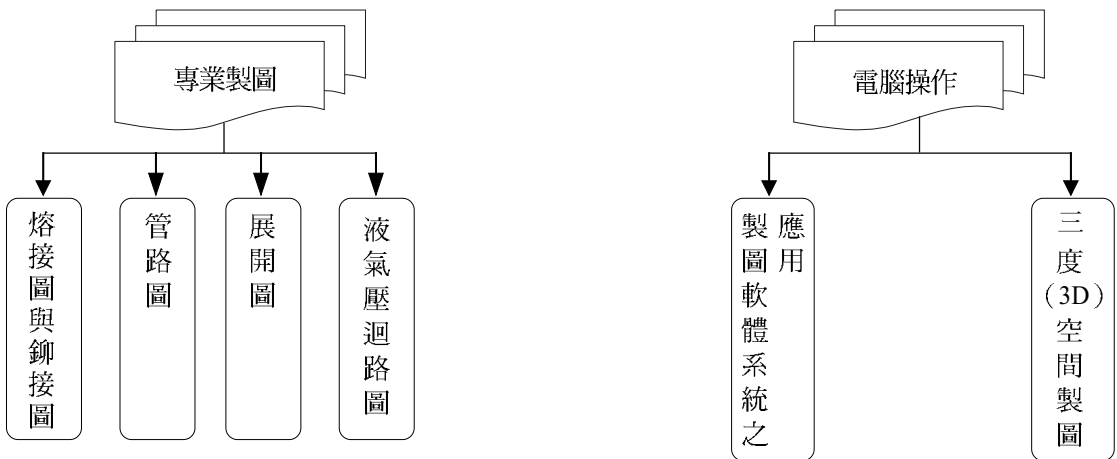 專業製圖
熔接圖與鉚接圖
管路圖
展開圖
液氣壓迴路圖
電腦操作
製圖軟體系統之
應用
三度(3D)空間製圖